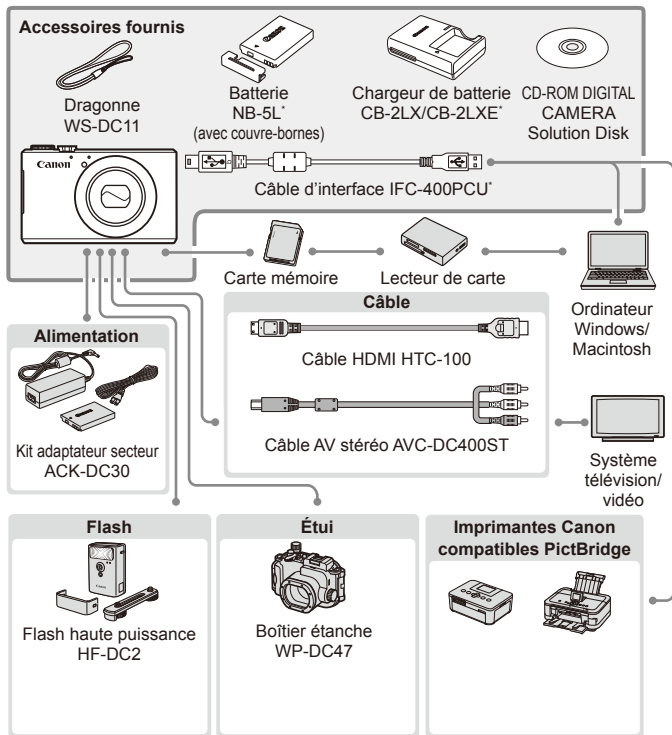 Accessoires fournis
Dragonne
WS-DC11
Batterie
NB-5L*
(avec couvre-bornes)
Chargeur de batterie
CB-2LX/CB-2LXE*
CD-ROM DIGITAL
CAMERA
Solution Disk
Canon
Câble d'interface IFC-400PCU*
Carte mémoire
Lecteur de carte
Ordinateur
Windows/
Macintosh
Câble
Câble HDMI HTC-100
Câble AV stéréo AVC-DC400ST
Alimentation
Kit adaptateur secteur
ACK-DC30
Système
télévision/
vidéo
Flash
Flash haute puissance
HF-DC2
Étui
Boîtier étanche
WP-DC47
Imprimantes Canon
compatibles PictBridge